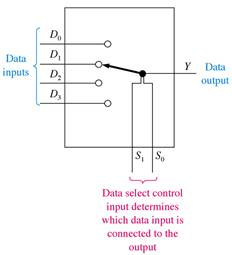 D₀
D₁
Data
inputs
D₂
D₃
Y
Data
output
S₁ S₀
Data select control
input determines
which data input is
connected to the
output